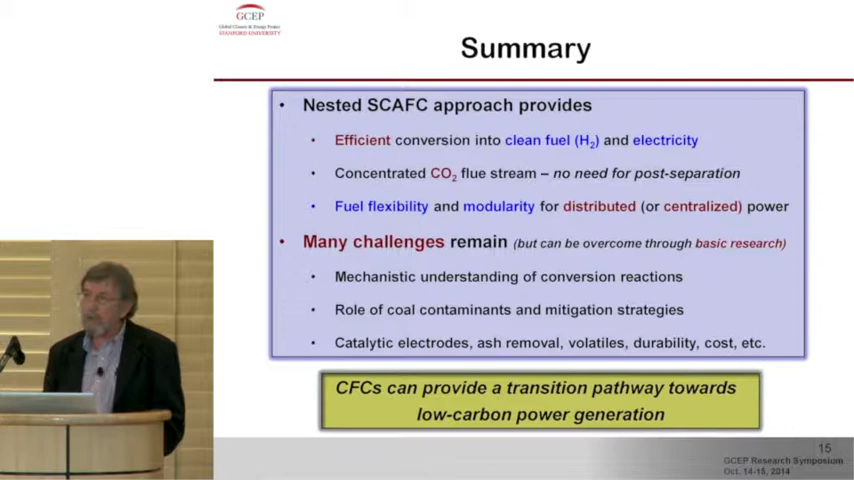 GCEP
Global Climate & Energy Project
STANFORD UNIVERSITY
Summary
• Nested SCAFC approach provides
• Efficient conversion into clean fuel (H₂) and electricity
• Concentrated CO₂ flue stream – no need for post-separation
• Fuel flexibility and modularity for distributed (or centralized) power
• Many challenges remain (but can be overcome through basic research)
• Mechanistic understanding of conversion reactions
• Role of coal contaminants and mitigation strategies
• Catalytic electrodes, ash removal, volatiles, durability, cost, etc.
CFCs can provide a transition pathway towards
low-carbon power generation
15
GCEP Research Symposium
Oct. 14-15, 2014